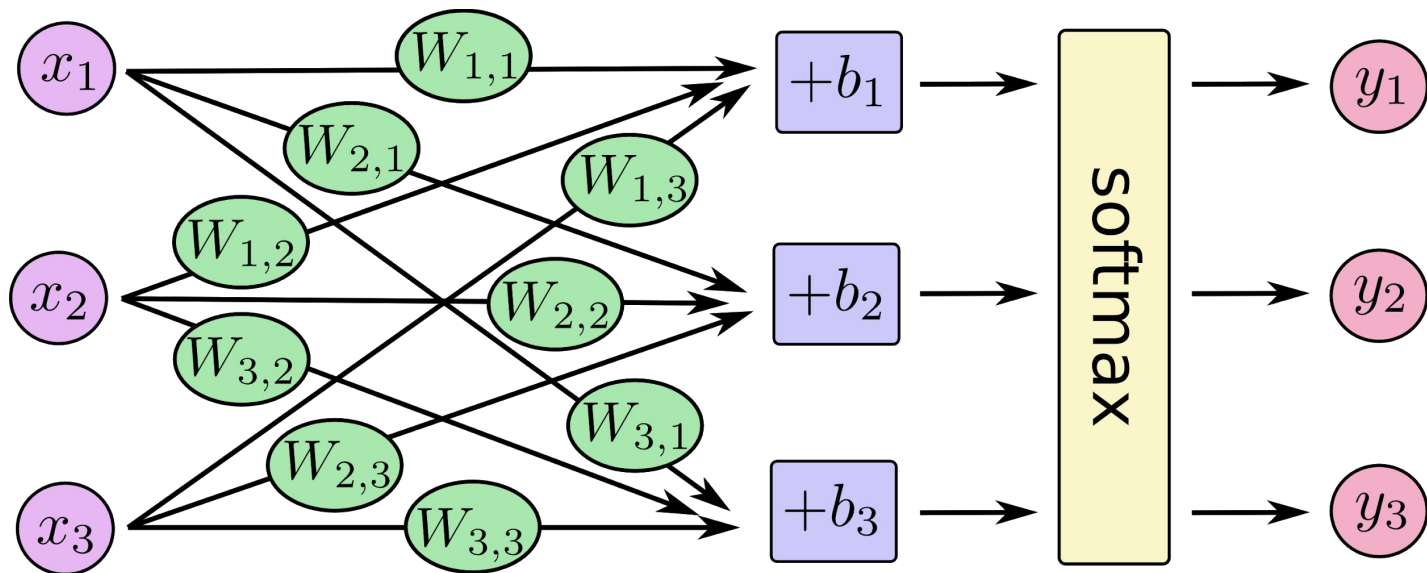 x₁ W₁,₁ +b₁ y₁
W₂,₁
W₁,₃
W₁,₂
softmax
x₂ W₂,₂ +b₂ y₂
W₃,₂
W₃,₁
W₂,₃
x₃ W₃,₃ +b₃ y₃